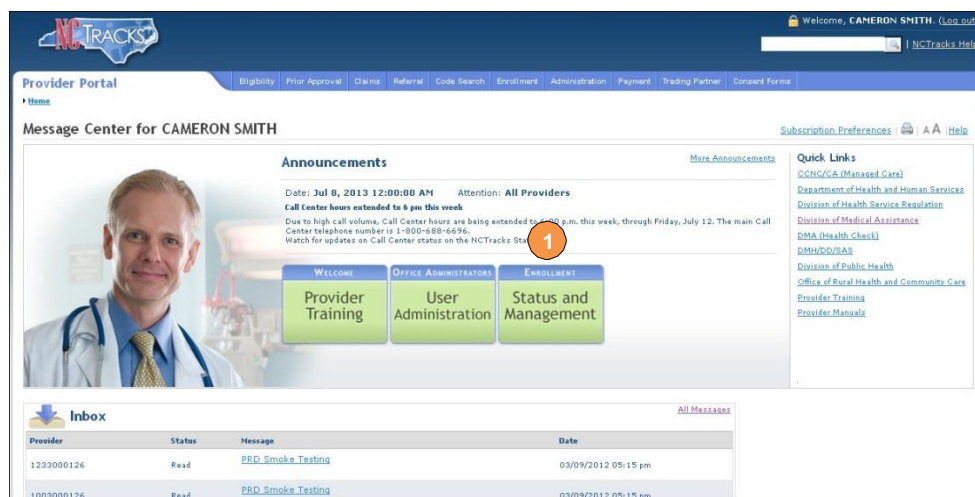 NCTRACKS
Welcome, CAMERON SMITH. (Log out
| NCTracks Help
Provider Portal
Eligibility Prior Approval Claims Referral Code Search Enrollment Administration Payment Trading Partner Consent Forms
Home
Message Center for CAMERON SMITH
Subscription Preferences | | A A | Help
Announcements
More Announcements
Date: Jul 8, 2013 12:00:00 AM Attention: All Providers
Call Center hours extended to 6 pm this week
Due to high call volume, Call Center hours are being extended to 6:00 p.m. this week, through Friday, July 12. The main Call
Center telephone number is 1-800-688-6696.
Watch for updates on Call Center status on the NCTracks
1
WELCOME
Provider
Training
OFFICE ADMINISTRATORS
User
Administration
ENROLLMENT
Status and
Management
Quick Links
CCNC/CA (Managed Care)
Department of Health and Human Services
Division of Health Service Regulation
Division of Medical Assistance
DMA (Health Check)
DMH/DD/SAS
Division of Public Health
Office of Rural Health and Community Care
Provider Training
Provider Manuals
Inbox
All Messages
Provider Status Message Date
1233000126 Read PRD Smoke Testing 03/09/2012 05:15 pm
1003000126 Read PRD Smoke Testing 03/09/2012 05:15 pm